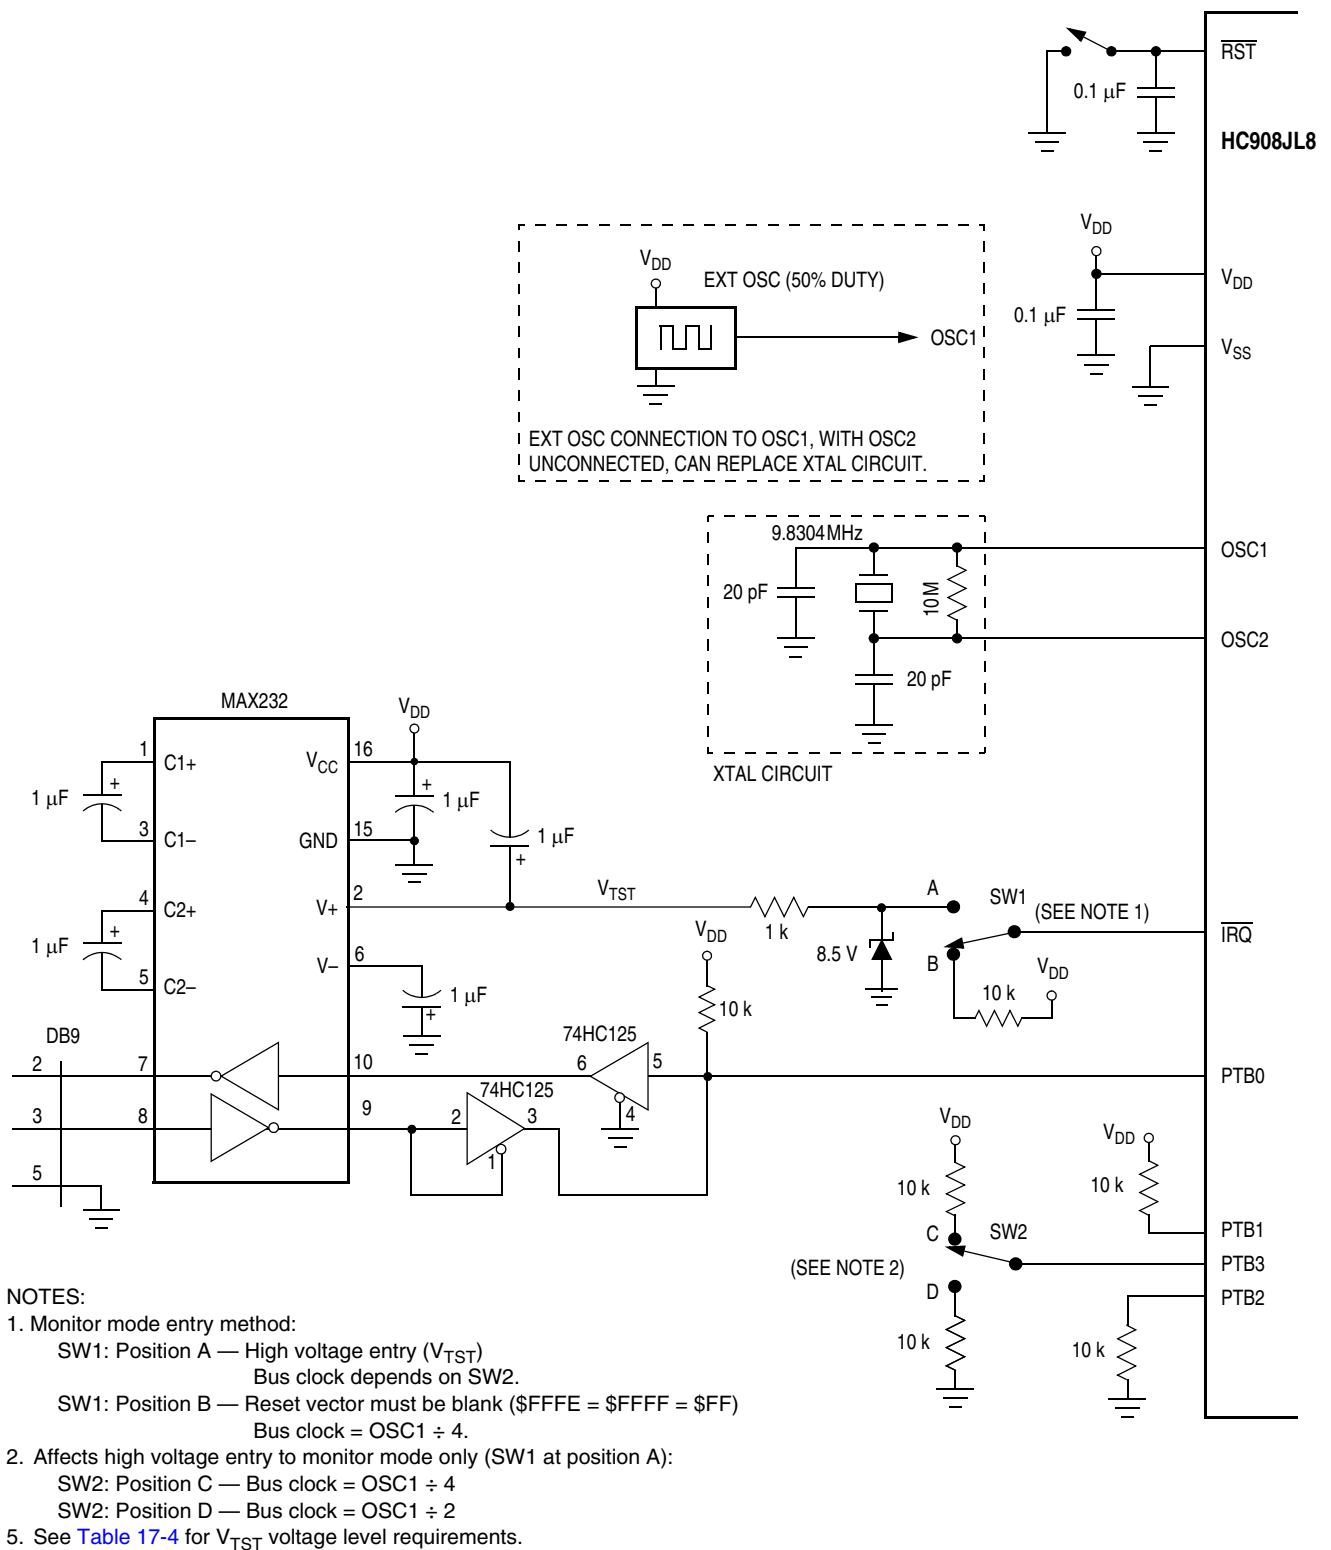 RST
0.1 µF
HC908JL8
VDD
VDD
EXT OSC (50% DUTY)
OSC1
EXT OSC CONNECTION TO OSC1, WITH OSC2
UNCONNECTED, CAN REPLACE XTAL CIRCUIT.
VDD
0.1 µF
VSS
9.8304MHz
OSC1
20 pF
10M
OSC2
20 pF
XTAL CIRCUIT
MAX232
VDD
1
C1+
VCC
16
1 µF
+
+
1 µF
3
C1–
GND
15
1 µF
+
4
C2+
V+
2
VTST
1 k
A
SW1
(SEE NOTE 1)
IRQ
1 µF
+
V–
6
VDD
8.5 V
B
VDD
5
C2–
1 µF
+
10 k
10 k
DB9
74HC125
2
7
10
6
5
PTB0
74HC125
4
3
8
9
2
3
1
5
VDD
VDD
10 k
10 k
C
SW2
PTB1
(SEE NOTE 2)
PTB3
D
PTB2
10 k
10 k
NOTES:
1. Monitor mode entry method:
SW1: Position A — High voltage entry (VTST)
Bus clock depends on SW2.
SW1: Position B — Reset vector must be blank ($FFFE = $FFFF = $FF)
Bus clock = OSC1 ÷ 4.
2. Affects high voltage entry to monitor mode only (SW1 at position A):
SW2: Position C — Bus clock = OSC1 ÷ 4
SW2: Position D — Bus clock = OSC1 ÷ 2
5. See Table 17-4 for VTST voltage level requirements.